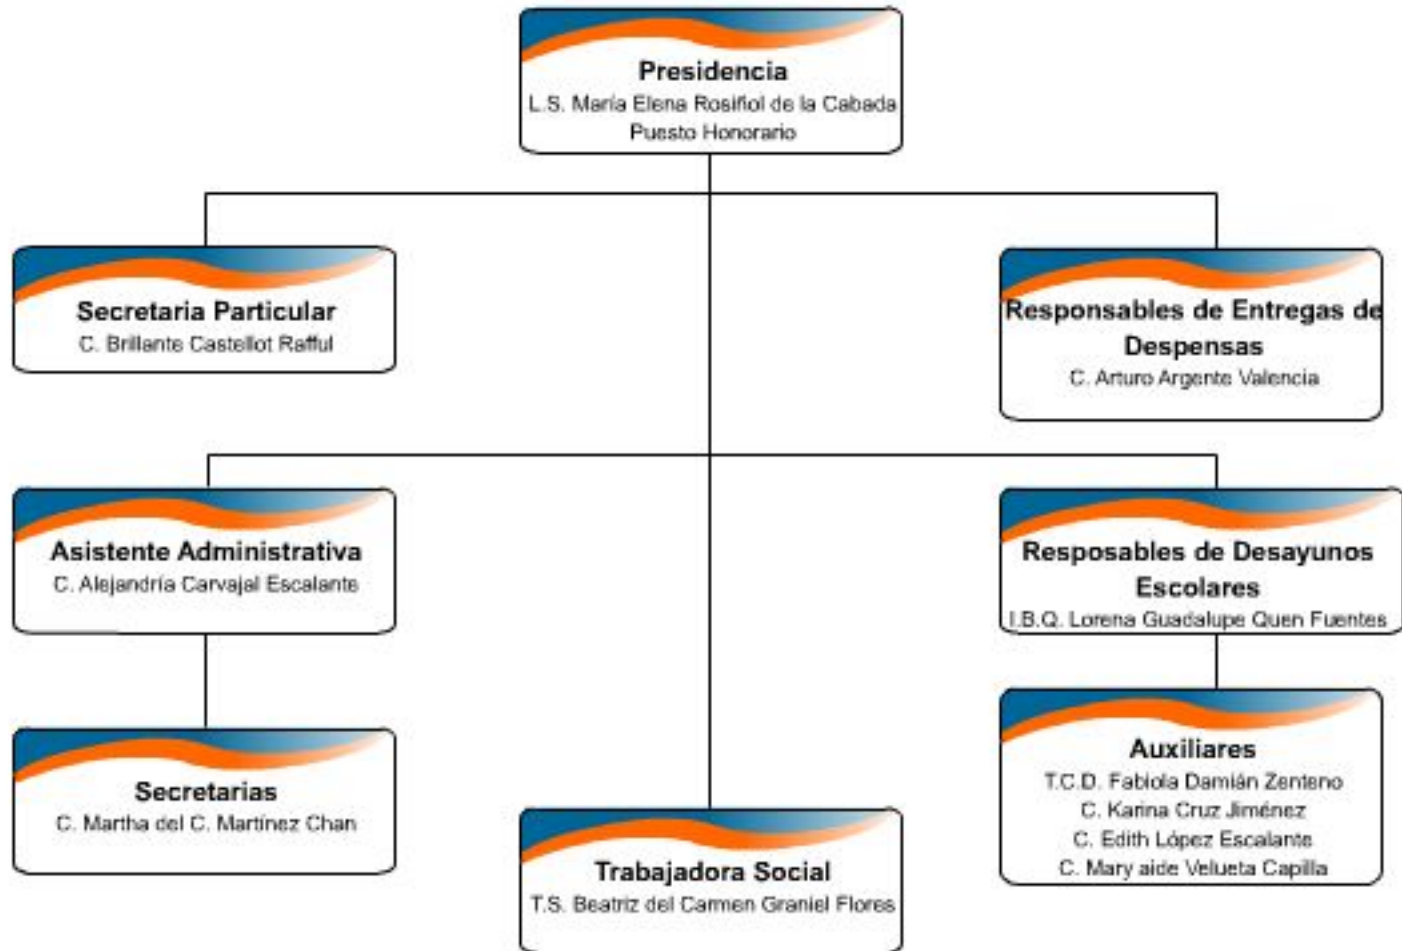 Presidencia
L.S. María Elena Rosiñol de la Cabada
Puesto Honorario
Secretaria Particular
C. Brillante Castellot Rafful
Responsables de Entregas de
Despensas
C. Arturo Argente Valencia
Asistente Administrativa
C. Alejandría Carvajal Escalante
Resposables de Desayunos
Escolares
I.B.Q. Lorena Guadalupe Quen Fuentes
Secretarias
C. Martha del C. Martínez Chan
Auxiliares
T.C.D. Fabiola Damián Zenteno
C. Karina Cruz Jiménez
C. Edith López Escalante
C. Mary aide Velueta Capilla
Trabajadora Social
T.S. Beatriz del Carmen Graniel Flores